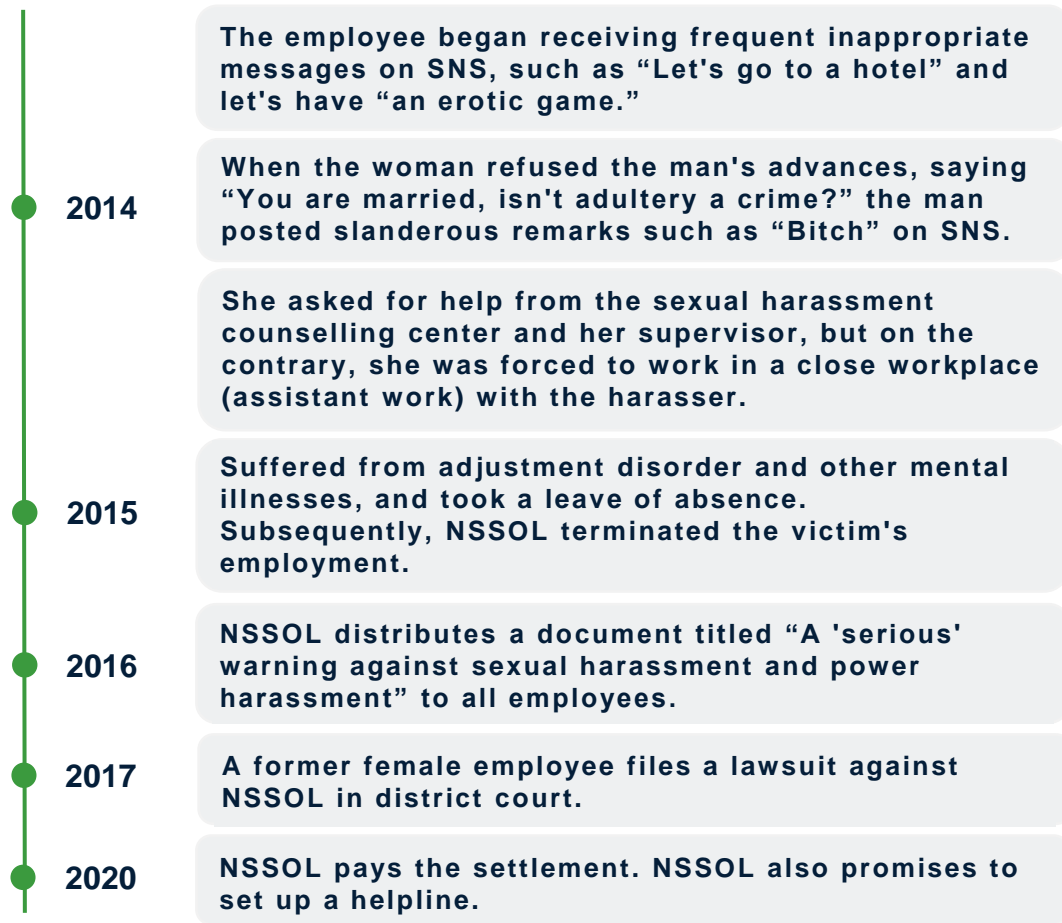 The employee began receiving frequent inappropriate
messages on SNS, such as “Let's go to a hotel” and
let's have “an erotic game.”
2014
When the woman refused the man's advances, saying
“You are married, isn't adultery a crime?” the man
posted slanderous remarks such as “Bitch” on SNS.
She asked for help from the sexual harassment
counselling center and her supervisor, but on the
contrary, she was forced to work in a close workplace
(assistant work) with the harasser.
2015
Suffered from adjustment disorder and other mental
illnesses, and took a leave of absence.
Subsequently, NSSOL terminated the victim's
employment.
2016
NSSOL distributes a document titled “A 'serious'
warning against sexual harassment and power
harassment” to all employees.
2017
A former female employee files a lawsuit against
NSSOL in district court.
2020
NSSOL pays the settlement. NSSOL also promises to
set up a helpline.